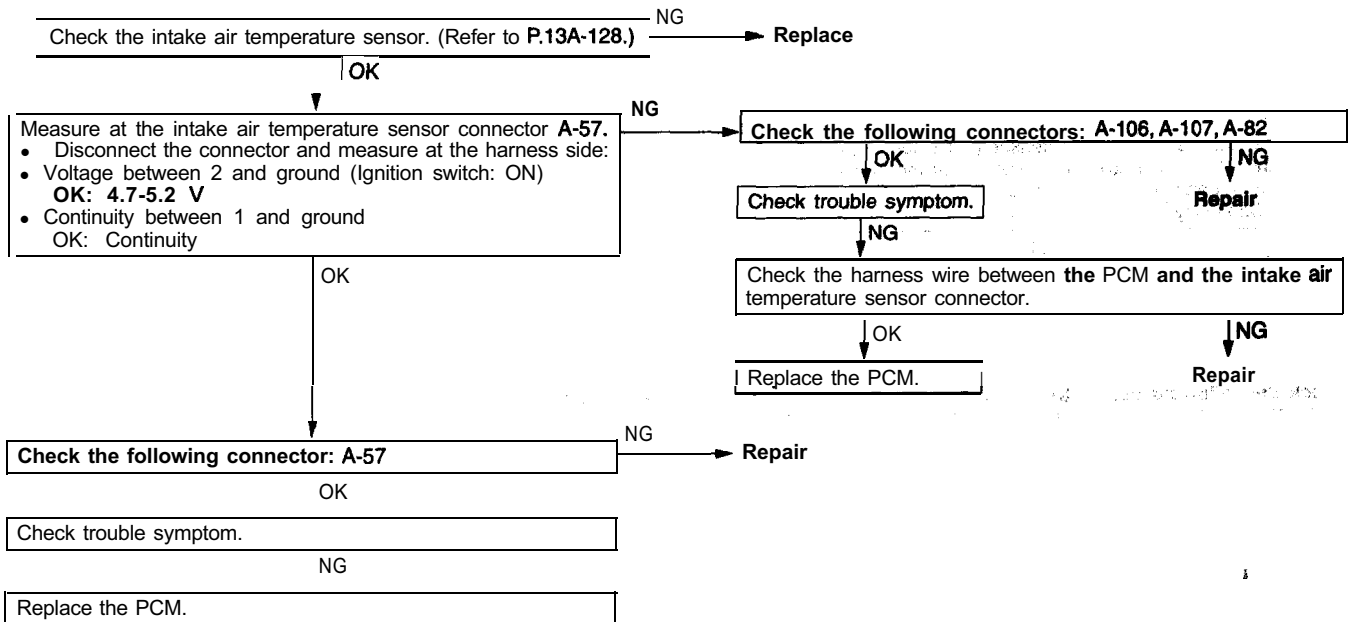 NG
Check the intake air temperature sensor. (Refer to P.13A-128.)
Replace
OK
Measure at the intake air temperature sensor connector A-57.
• Disconnect the connector and measure at the harness side:
• Voltage between 2 and ground (Ignition switch: ON)
OK: 4.7-5.2 V
• Continuity between 1 and ground
OK: Continuity
NG
Check the following connectors: A-106, A-107, A-82
OK
NG
Check trouble symptom.
Repair
NG
Check the harness wire between the PCM and the intake air
temperature sensor connector.
OK
NG
Replace the PCM.
Repair
OK
Check the following connector: A-57
NG
Repair
OK
Check trouble symptom.
NG
Replace the PCM.